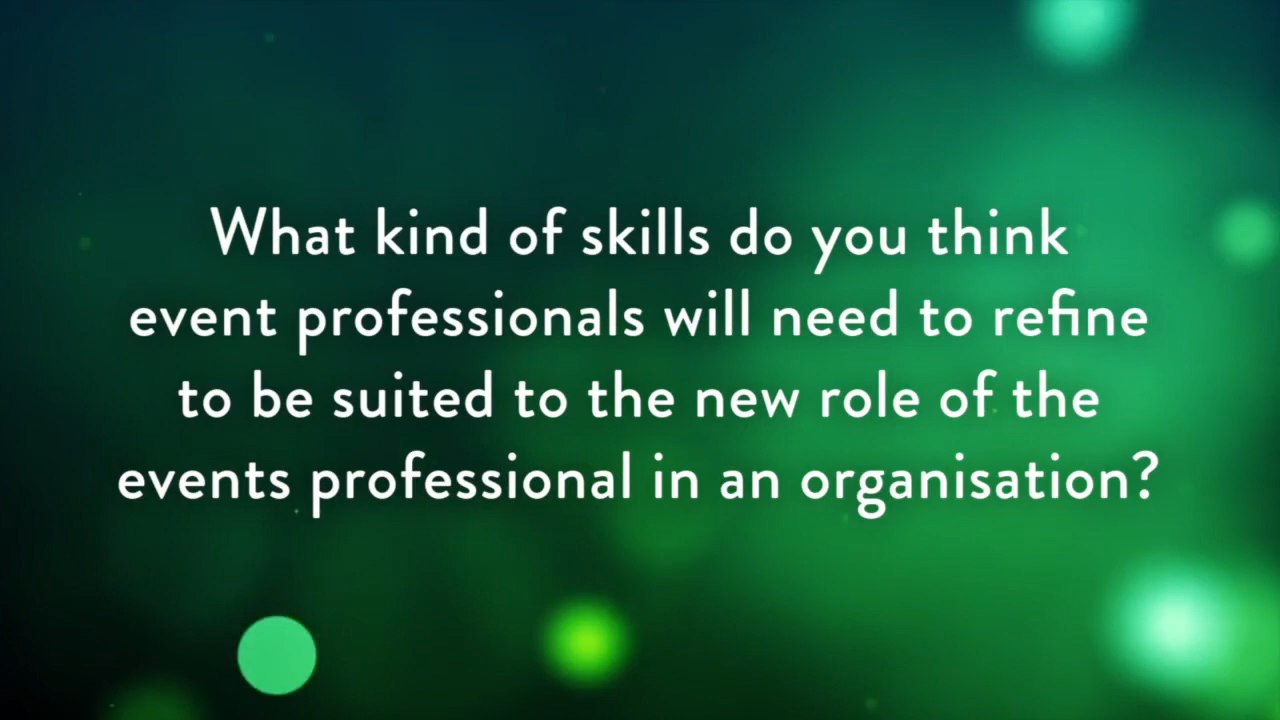 What kind of skills do you think
event professionals will need to refine
to be suited to the new role of the
events professional in an organisation?